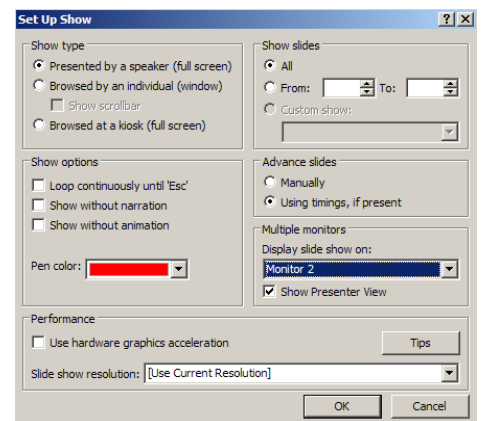 Set Up Show
Show type
Presented by a speaker (full screen)
Browsed by an individual (window)
Show scrollbar
Browsed at a kiosk (full screen)
Show slides
All
From: To:
Custom show:
Show options
Loop continuously until 'Esc'
Show without narration
Show without animation
Pen color:
Advance slides
Manually
Using timings, if present
Multiple monitors
Display slide show on:
Monitor 2
Show Presenter View
Performance
Use hardware graphics acceleration
Tips
Slide show resolution: [Use Current Resolution]
OK Cancel